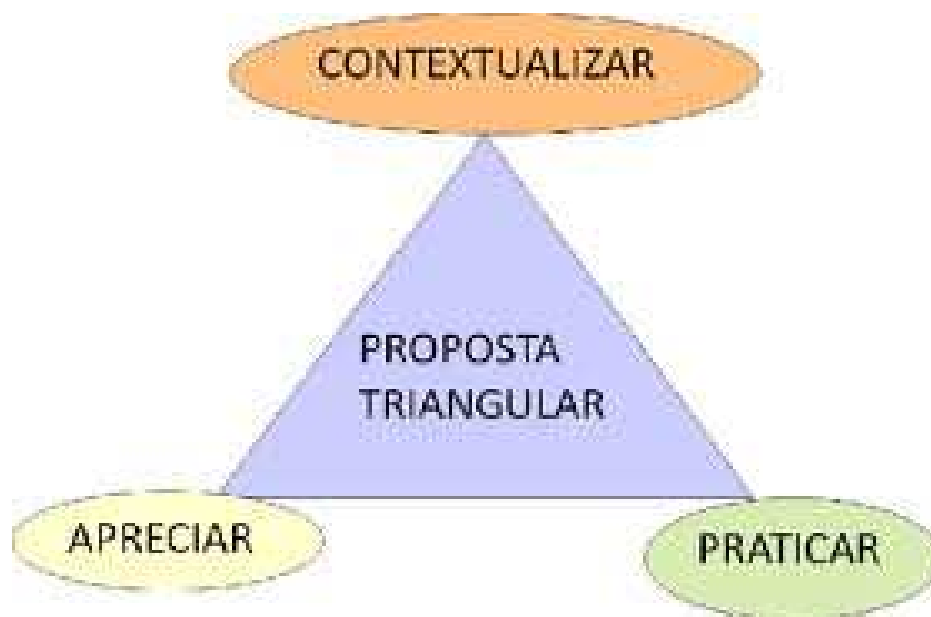 CONTEXTUALIZAR
PROPOSTA
TRIANGULAR
APRECIAR
PRATICAR